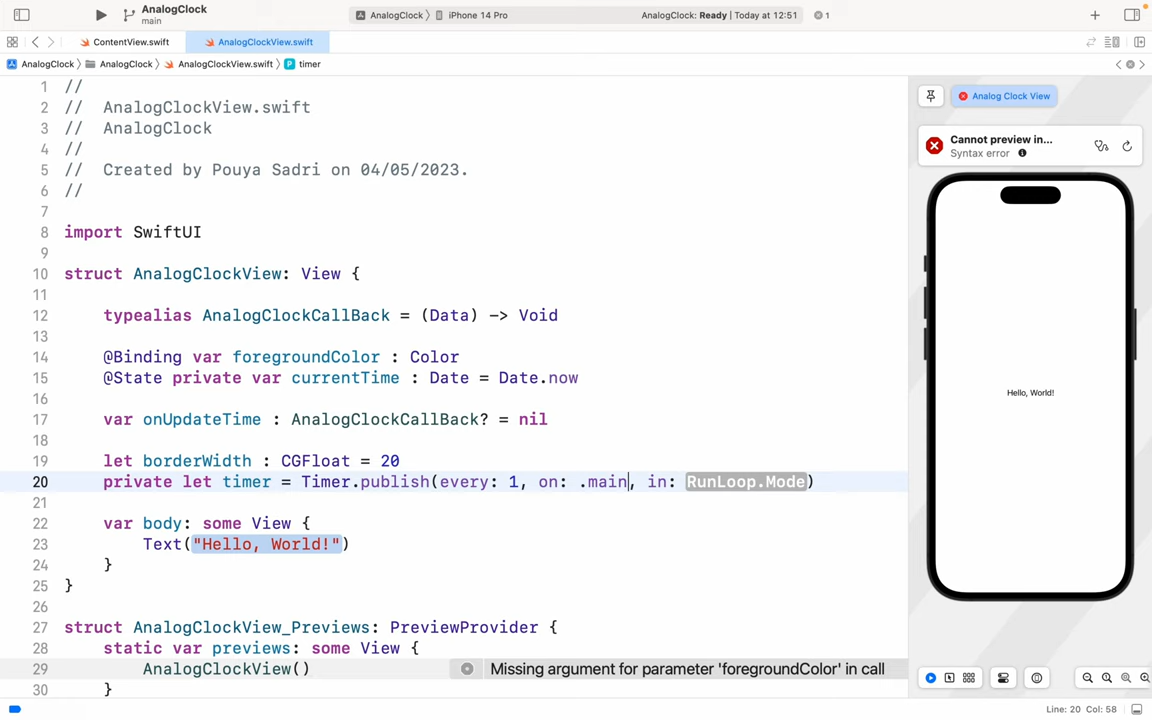 AnalogClock
main
AnalogClock
iPhone 14 Pro
AnalogClock: Ready | Today at 12:51
1
ContentView.swift
AnalogClockView.swift
AnalogClock
AnalogClock
AnalogClockView.swift
P timer
1 //
2 //  AnalogClockView.swift
3 //  AnalogClock
4 //
5 //  Created by Pouya Sadri on 04/05/2023.
6 //
7
8 import SwiftUI
9
10 struct AnalogClockView: View {
11
12     typealias AnalogClockCallBack = (Data) -> Void
13
14     @Binding var foregroundColor : Color
15     @State private var currentTime : Date = Date.now
16
17     var onUpdateTime : AnalogClockCallBack? = nil
18
19     let borderWidth : CGFloat = 20
20     private let timer = Timer.publish(every: 1, on: .main, in: RunLoop.Mode)
21
22     var body: some View {
23         Text("Hello, World!")
24     }
25 }
26
27 struct AnalogClockView_Previews: PreviewProvider {
28     static var previews: some View {
29         AnalogClockView()
Missing argument for parameter 'foregroundColor' in call
30     }
Analog Clock View
Cannot preview in...
Syntax error
Hello, World!
Line: 20 Col: 58